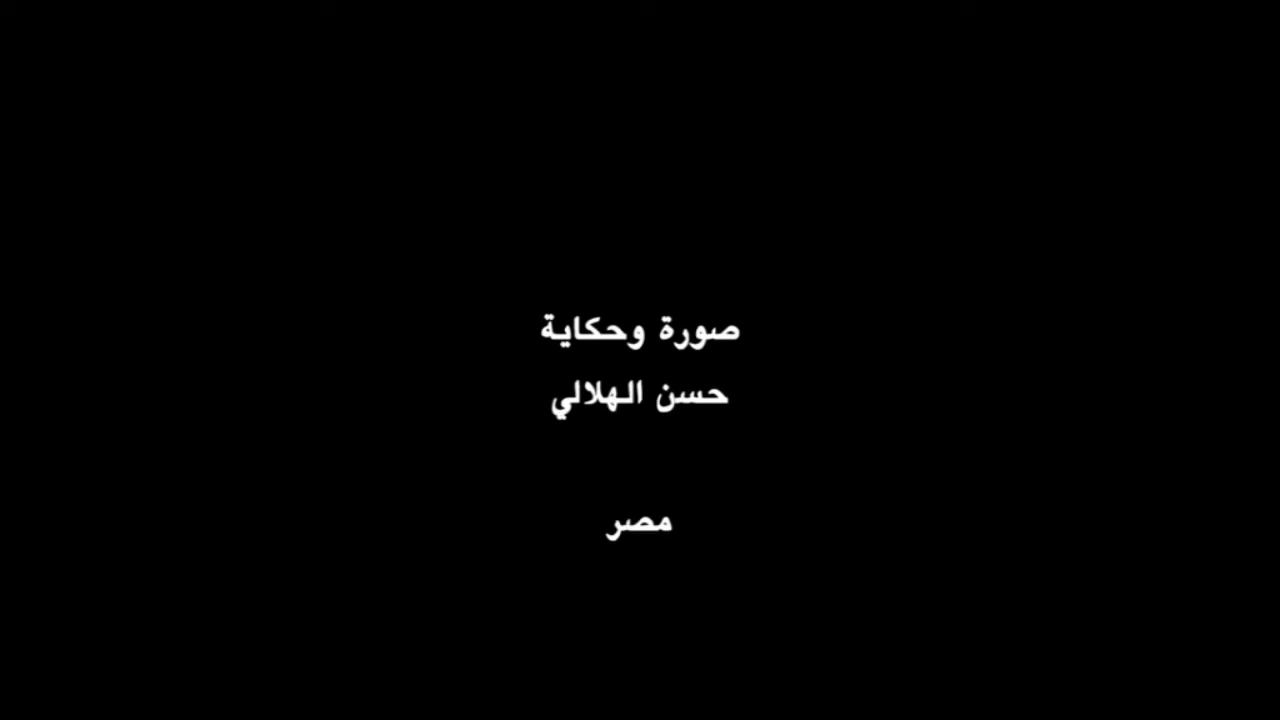 صورة وحكاية
حسن الهلالي
مصر